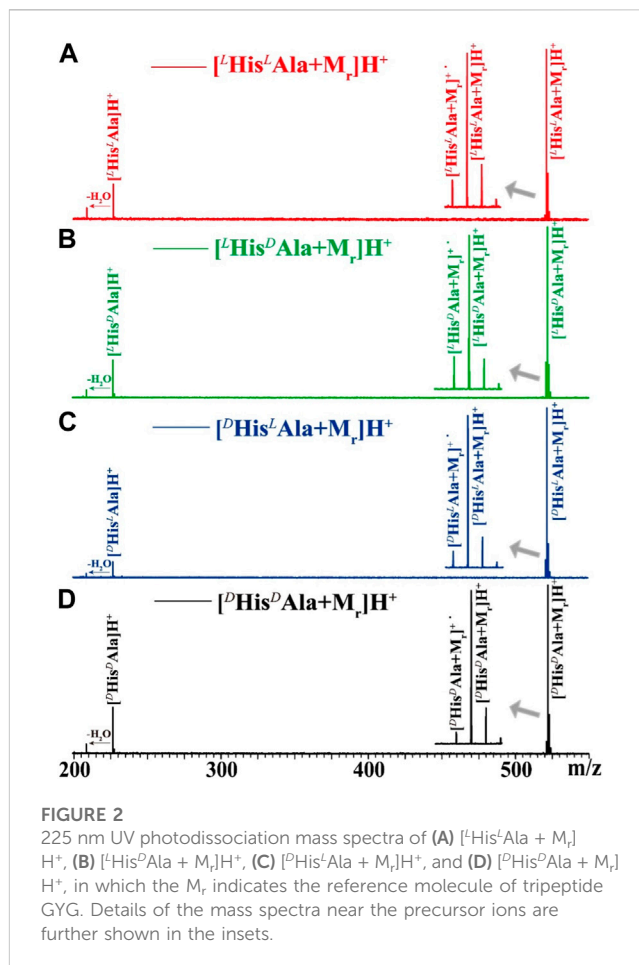 A
[ᴸHisᴸAla+Mᵣ]H⁺
[ᴸHisᴸAla]H⁺
-H₂O
[ᴸHisᴸAla+Mᵣ]⁺·
[ᴸHisᴸAla+Mᵣ]H⁺
[ᴸHisᴸAla+Mᵣ]H⁺
B
[ᴸHisᴰAla+Mᵣ]H⁺
[ᴸHisᴰAla]H⁺
-H₂O
[ᴸHisᴰAla+Mᵣ]⁺·
[ᴸHisᴰAla+Mᵣ]H⁺
[ᴸHisᴰAla+Mᵣ]H⁺
C
[ᴰHisᴸAla+Mᵣ]H⁺
[ᴰHisᴸAla]H⁺
-H₂O
[ᴰHisᴸAla+Mᵣ]⁺·
[ᴰHisᴸAla+Mᵣ]H⁺
[ᴰHisᴸAla+Mᵣ]H⁺
D
[ᴰHisᴰAla+Mᵣ]H⁺
[ᴰHisᴰAla]H⁺
-H₂O
[ᴰHisᴰAla+Mᵣ]⁺·
[ᴰHisᴰAla+Mᵣ]H⁺
[ᴰHisᴰAla+Mᵣ]H⁺
200 300 400 500 m/z
FIGURE 2
225 nm UV photodissociation mass spectra of (A) [ᴸHisᴸAla + Mᵣ]
H⁺, (B) [ᴸHisᴰAla + Mᵣ]H⁺, (C) [ᴰHisᴸAla + Mᵣ]H⁺, and (D) [ᴰHisᴰAla + Mᵣ]
H⁺, in which the Mᵣ indicates the reference molecule of tripeptide
GYG. Details of the mass spectra near the precursor ions are
further shown in the insets.